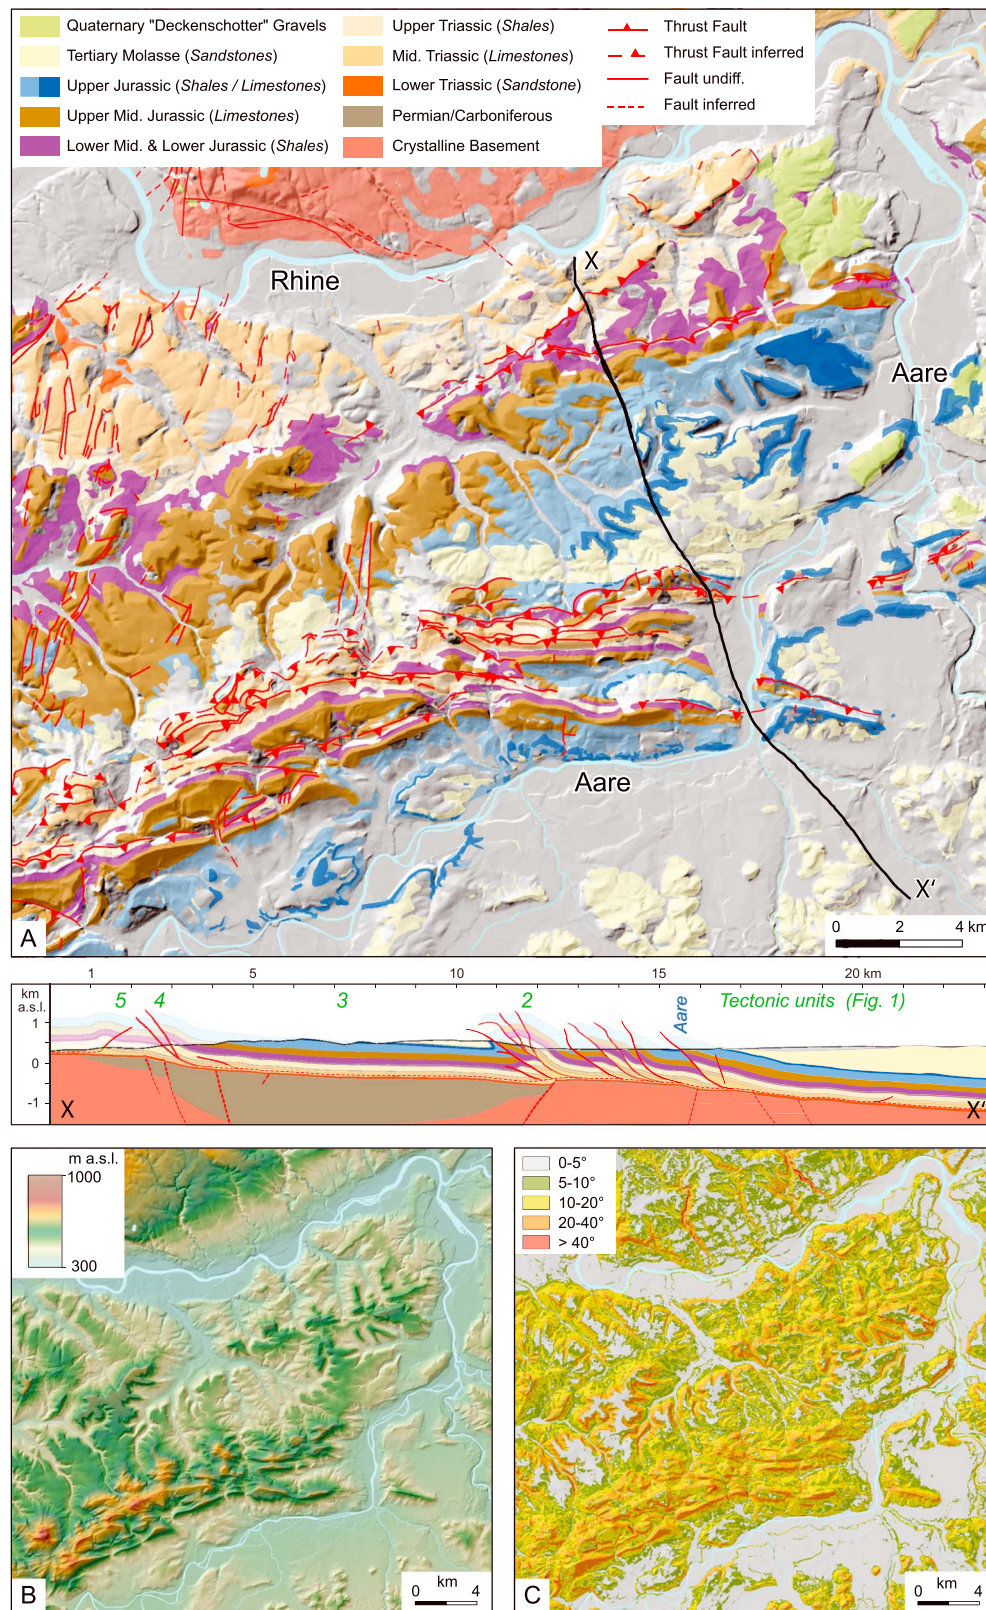 Quaternary "Deckenschotter" Gravels
Tertiary Molasse (Sandstones)
Upper Jurassic (Shales / Limestones)
Upper Mid. Jurassic (Limestones)
Lower Mid. & Lower Jurassic (Shales)
Upper Triassic (Shales)
Mid. Triassic (Limestones)
Lower Triassic (Sandstone)
Permian/Carboniferous
Crystalline Basement
Thrust Fault
Thrust Fault inferred
Fault undiff.
Fault inferred
X
Rhine
Aare
Aare
X'
A
0 2 4 km
1 5 10 15 20 km
km
a.s.l.
5 4 3 2 Aare Tectonic units (Fig. 1)
1
0
-1
X X'
m a.s.l.
1000
300
B
km
0 4
0-5°
5-10°
10-20°
20-40°
> 40°
C
km
0 4